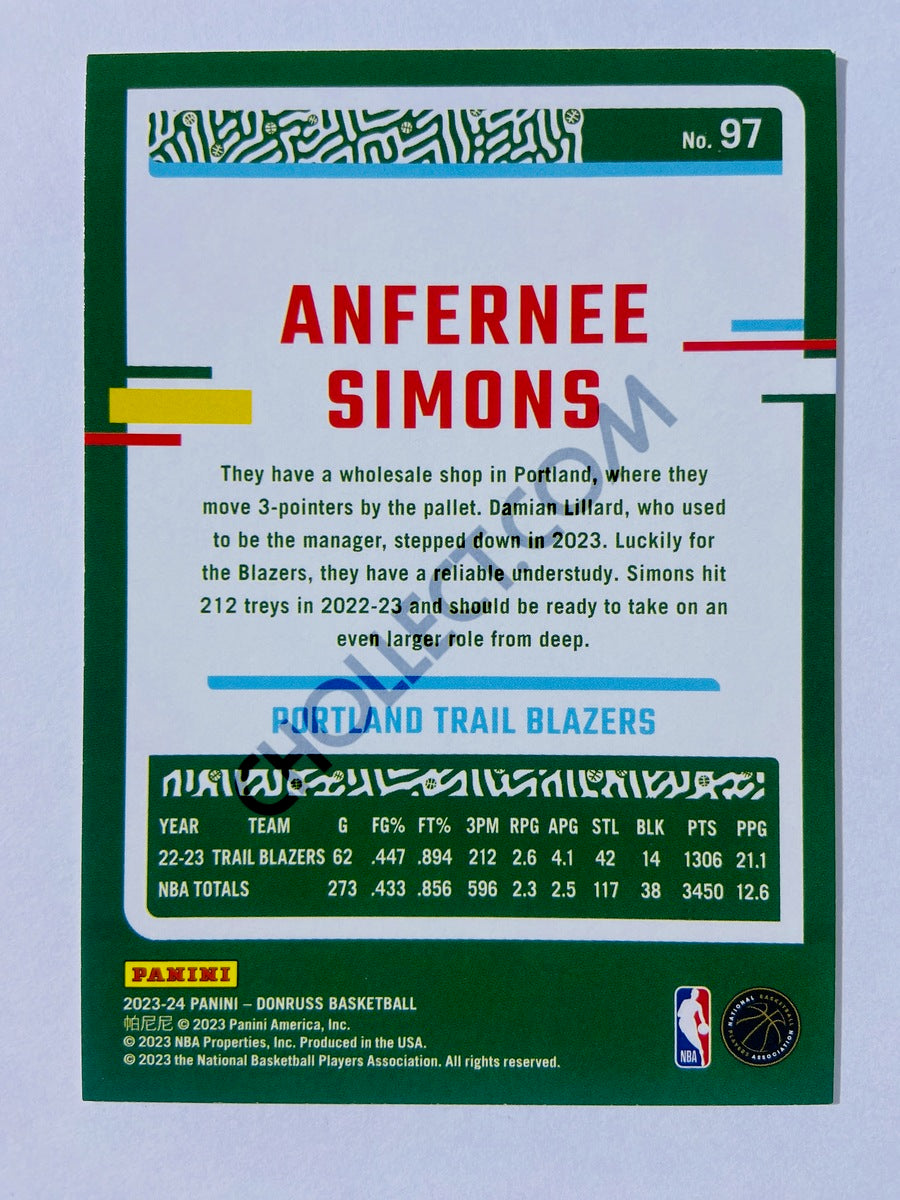 No. 97
ANFERNEE
SIMONS
They have a wholesale shop in Portland, where they
move 3-pointers by the pallet. Damian Lillard, who used
to be the manager, stepped down in 2023. Luckily for
the Blazers, they have a reliable understudy. Simons hit
212 treys in 2022-23 and should be ready to take on an
even larger role from deep.
CHOLLECT.COM
PORTLAND TRAIL BLAZERS
YEAR TEAM G FG% FT% 3PM RPG APG STL BLK PTS PPG
22-23 TRAIL BLAZERS 62 .447 .894 212 2.6 4.1 42 14 1306 21.1
NBA TOTALS 273 .433 .856 596 2.3 2.5 117 38 3450 12.6
PANINI
2023-24 PANINI – DONRUSS BASKETBALL
帕尼尼 © 2023 Panini America, Inc.
© 2023 NBA Properties, Inc. Produced in the USA.
© 2023 the National Basketball Players Association. All rights reserved.
NBA
NATIONAL BASKETBALL PLAYERS ASSOCIATION